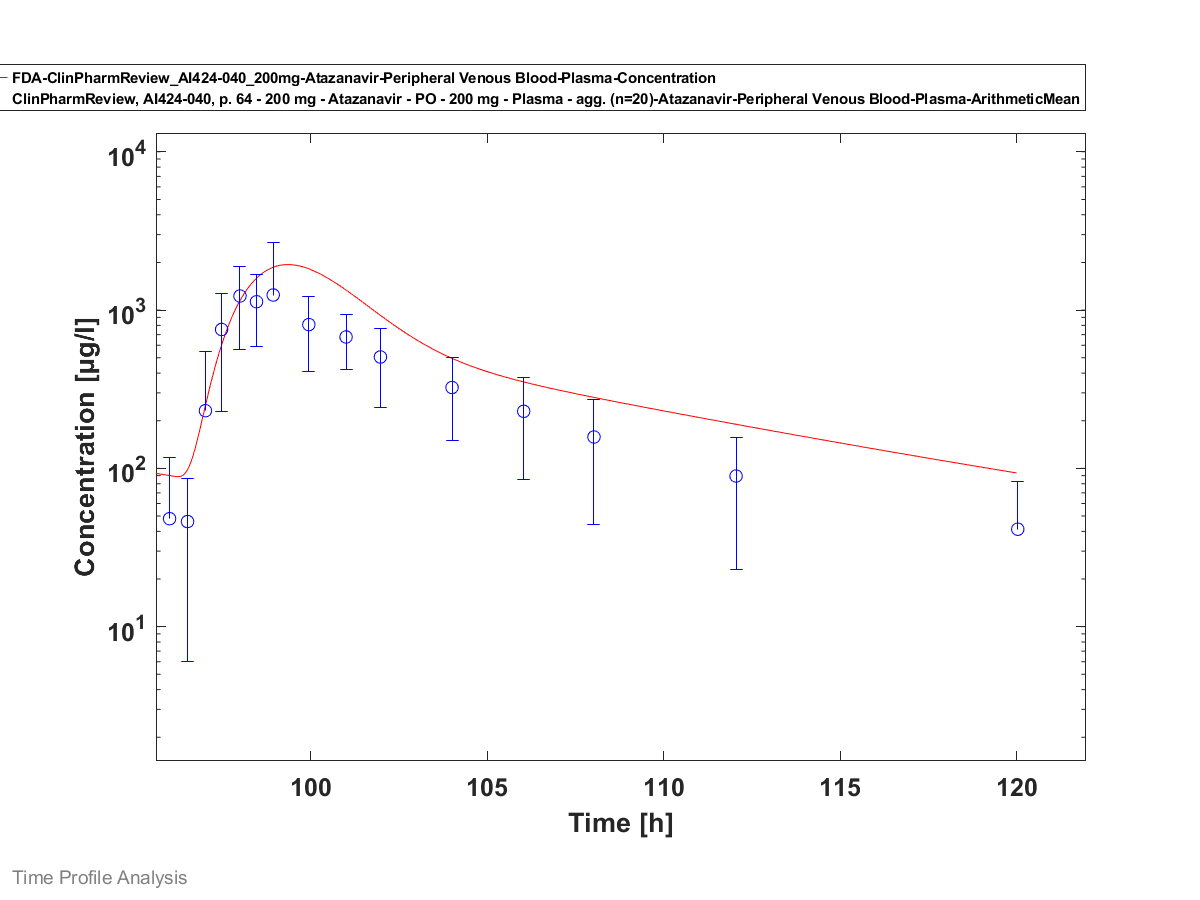 FDA-ClinPharmReview_AI424-040_200mg-Atazanavir-Peripheral Venous Blood-Plasma-Concentration
ClinPharmReview, AI424-040, p. 64 - 200 mg - Atazanavir - PO - 200 mg - Plasma - agg. (n=20)-Atazanavir-Peripheral Venous Blood-Plasma-ArithmeticMean
10^4
10^3
10^2
10^1
Concentration [µg/l]
100 105 110 115 120
Time [h]
Time Profile Analysis